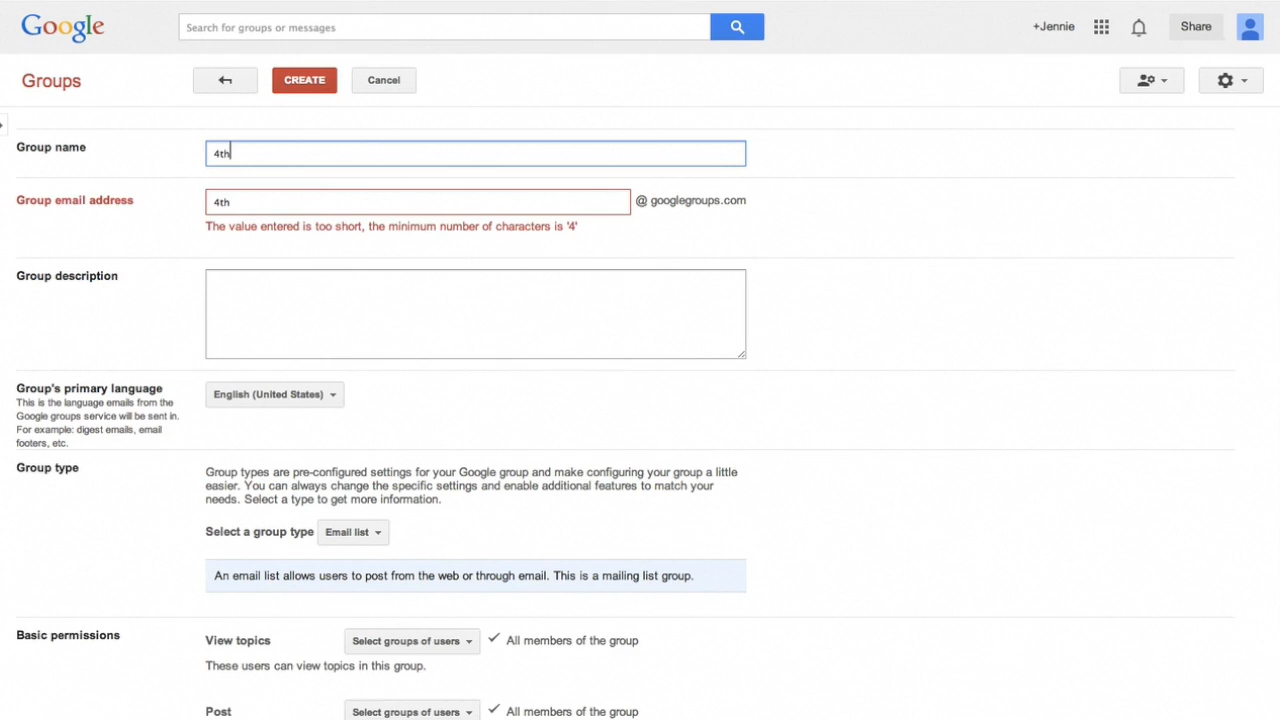 Google
Search for groups or messages
+Jennie
Share
Groups
CREATE
Cancel
Group name
4th
Group email address
4th
@ googlegroups.com
The value entered is too short, the minimum number of characters is '4'
Group description
Group's primary language
This is the language emails from the
Google groups service will be sent in.
For example: digest emails, email
footers, etc.
English (United States)
Group type
Group types are pre-configured settings for your Google group and make configuring your group a little
easier. You can always change the specific settings and enable additional features to match your
needs. Select a type to get more information.
Select a group type
Email list
An email list allows users to post from the web or through email. This is a mailing list group.
Basic permissions
View topics
Select groups of users
All members of the group
These users can view topics in this group.
Post
Select groups of users
All members of the group